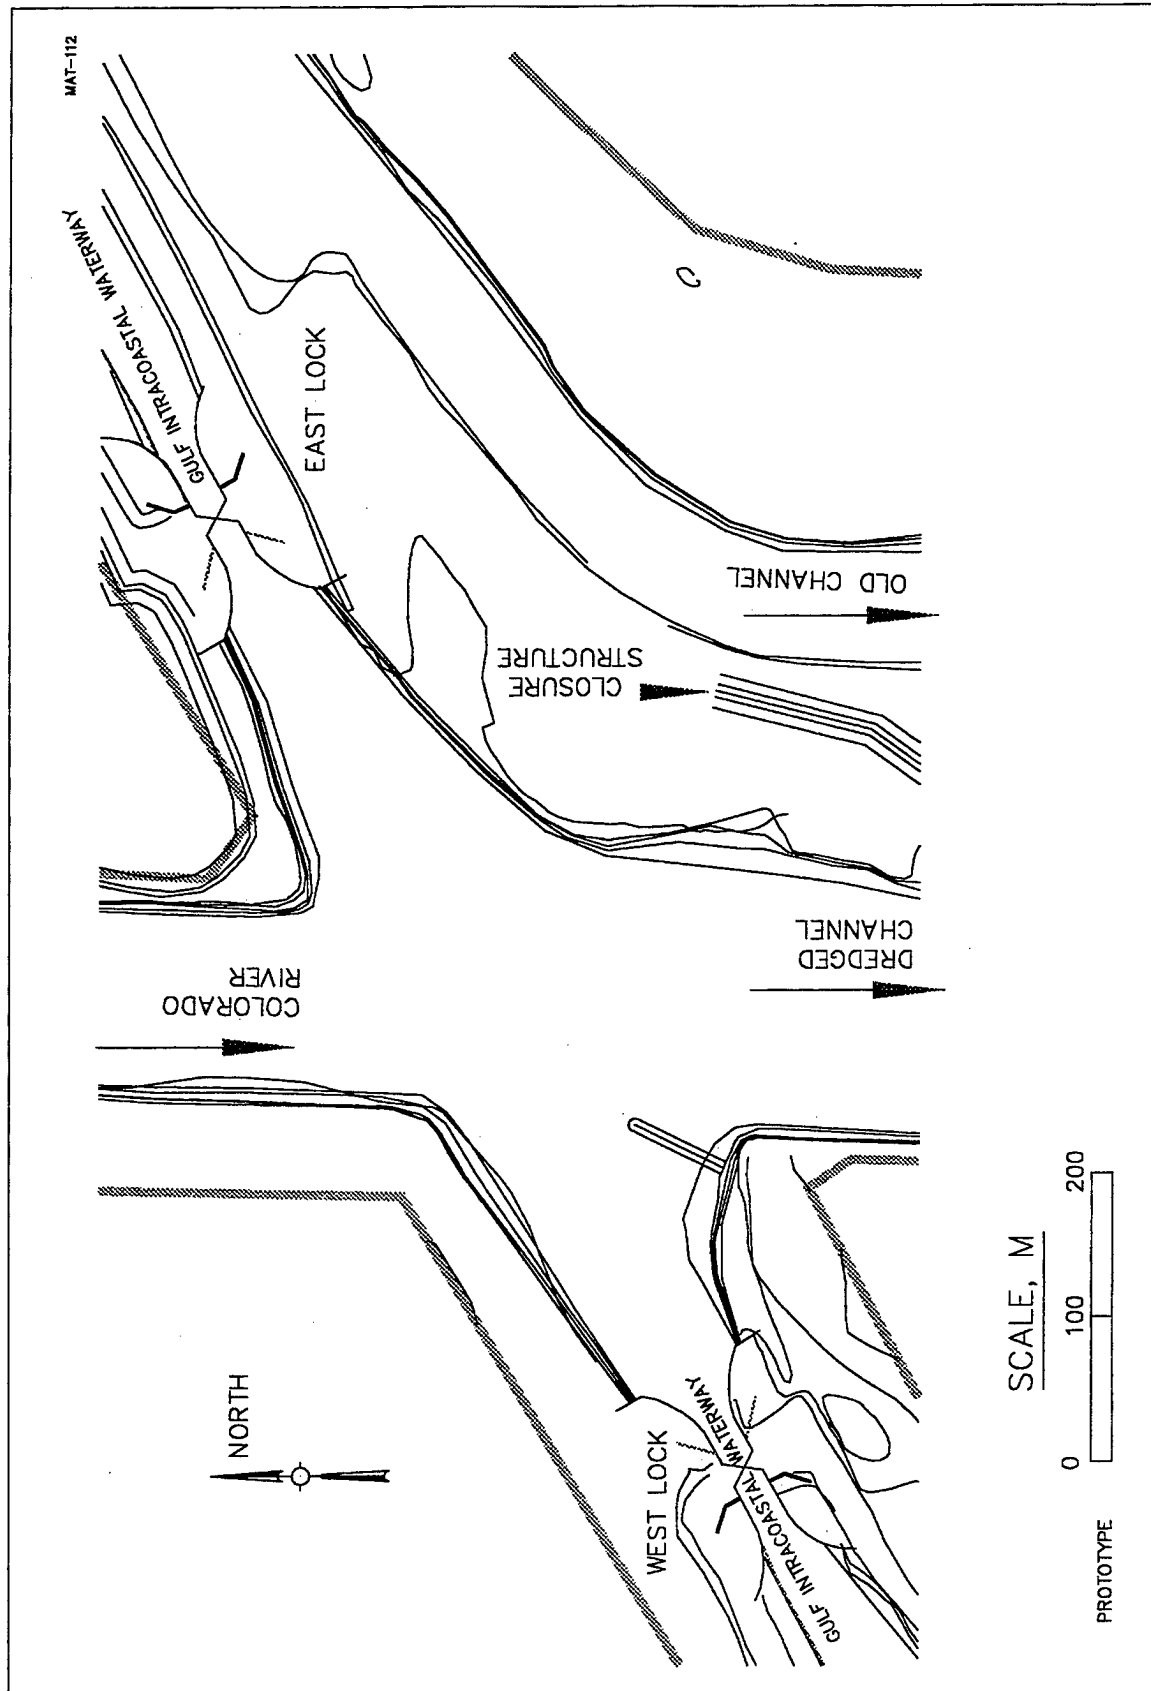 MAT-112
GULF INTRACOASTAL WATERWAY
EAST LOCK
COLORADO
RIVER
CLOSURE
STRUCTURE
OLD CHANNEL
DREDGED
CHANNEL
NORTH
WEST LOCK
GULF INTRACOASTAL WATERWAY
SCALE, M
0 100 200
PROTOTYPE